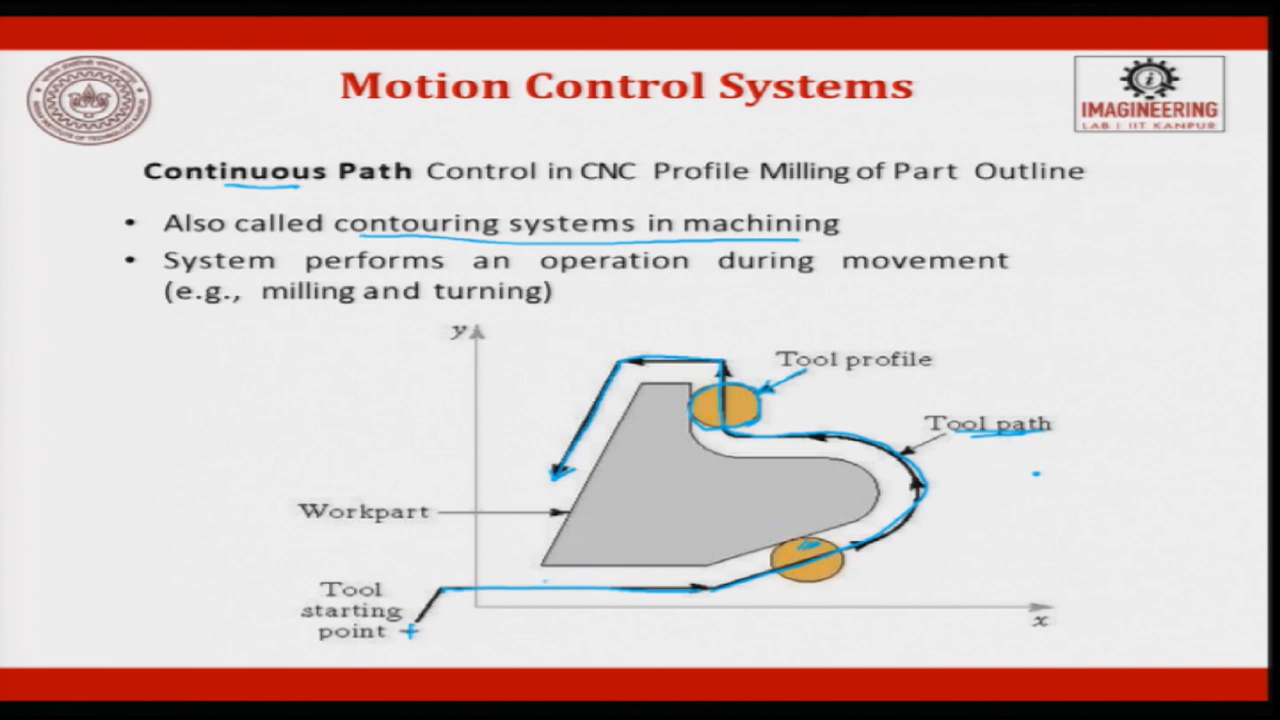 Motion Control Systems
IMAGINEERING
LAB | IIT KANPUR
Continuous Path Control in CNC Profile Milling of Part Outline
• Also called contouring systems in machining
• System performs an operation during movement
(e.g., milling and turning)
y
Tool profile
Tool path
Workpart
Tool
starting
point
x